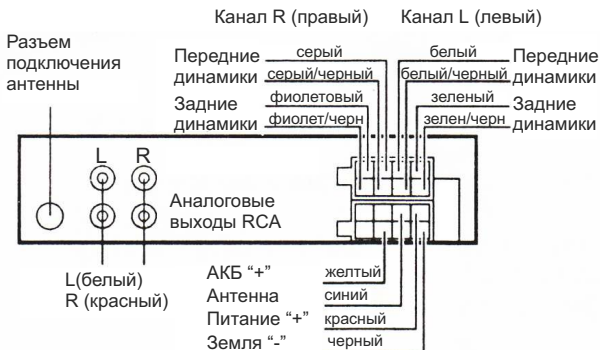 Канал R (правый) Канал L (левый)
Разъем
подключения
антенны
Передние
динамики
серый
серый/черный
белый
белый/черный
Передние
динамики
Задние
динамики
фиолетовый
фиолет/черн
зеленый
зелен/черн
Задние
динамики
L R
Аналоговые
выходы RCA
L(белый)
R (красный)
АКБ “+” желтый
Антенна синий
Питание “+” красный
Земля “-” черный